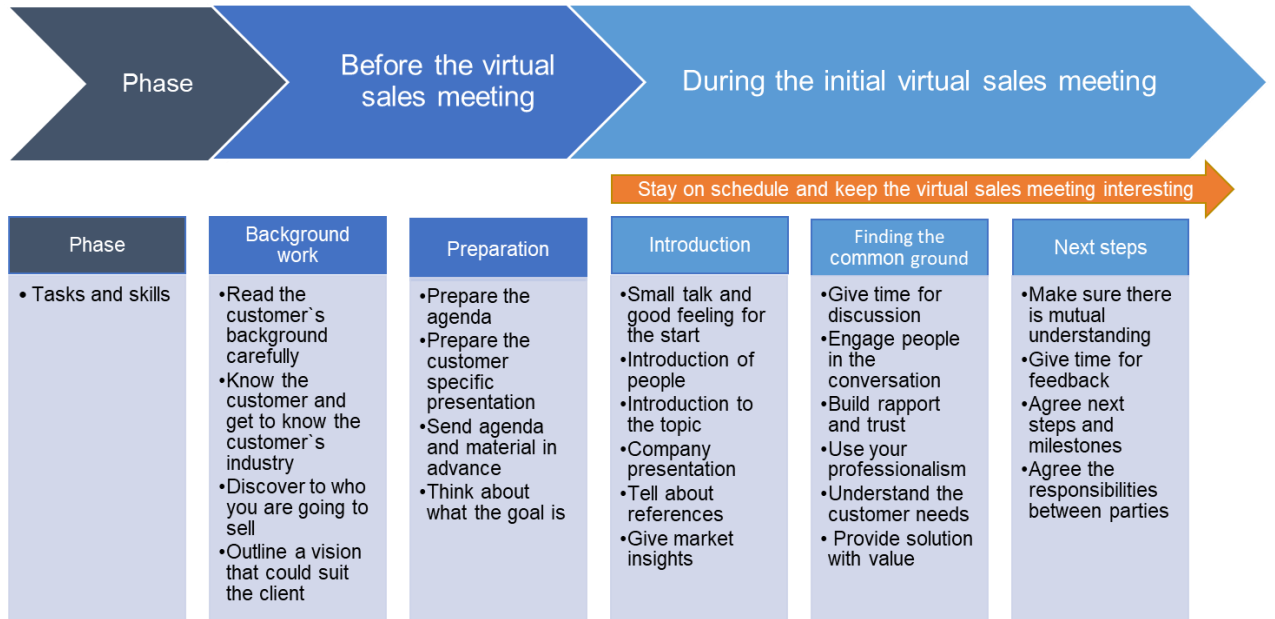 Phase
Before the virtual
sales meeting
During the initial virtual sales meeting
Stay on schedule and keep the virtual sales meeting interesting
Phase
• Tasks and skills
Background
work
•Read the
customer`s
background
carefully
•Know the
customer and
get to know the
customer`s
industry
•Discover to who
you are going to
sell
•Outline a vision
that could suit
the client
Preparation
•Prepare the
agenda
•Prepare the
customer
specific
presentation
•Send agenda
and material in
advance
•Think about
what the goal is
Introduction
•Small talk and
good feeling for
the start
•Introduction of
people
•Introduction to
the topic
•Company
presentation
•Tell about
references
•Give market
insights
Finding the
common ground
•Give time for
discussion
•Engage people
in the
conversation
•Build rapport
and trust
•Use your
professionalism
•Understand the
customer needs
• Provide solution
with value
Next steps
•Make sure there
is mutual
understanding
•Give time for
feedback
•Agree next
steps and
milestones
•Agree the
responsibilities
between parties